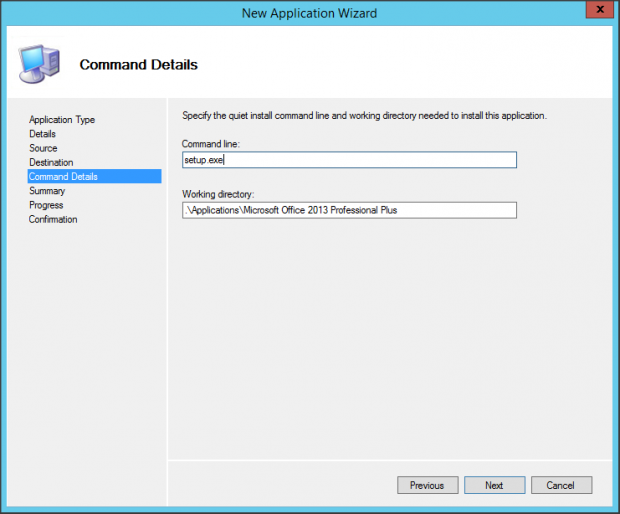 New Application Wizard
x
Command Details
Application Type
Details
Source
Destination
Command Details
Summary
Progress
Confirmation
Specify the quiet install command line and working directory needed to install this application.
Command line:
setup.exe
Working directory:
.\Applications\Microsoft Office 2013 Professional Plus
Previous
Next
Cancel